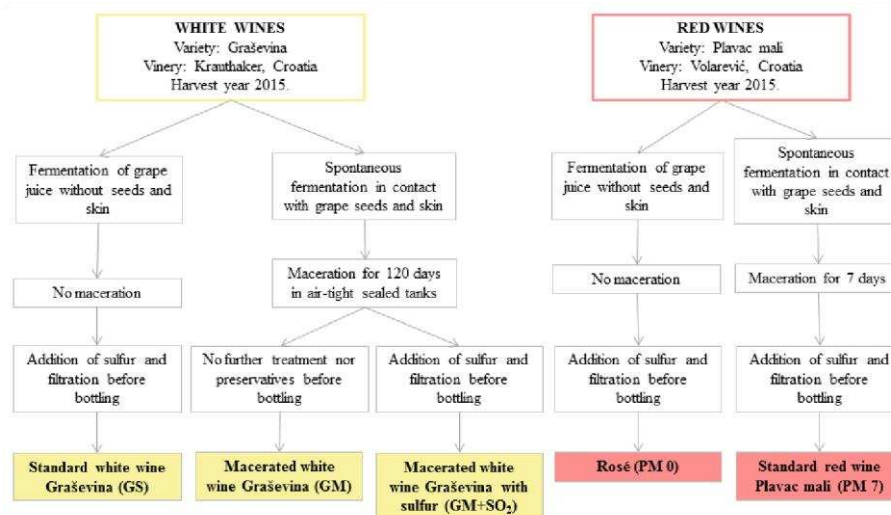 WHITE WINES
Variety: Graševina
Vinery: Krauthaker, Croatia
Harvest year 2015.
RED WINES
Variety: Plavac mali
Vinery: Volarević, Croatia
Harvest year 2015.
Fermentation of grape
juice without seeds and
skin
Spontaneous
fermentation in contact
with grape seeds and skin
Fermentation of grape
juice without seeds and
skin
Spontaneous
fermentation in contact
with grape seeds and
skin
No maceration
Maceration for 120 days
in air-tight sealed tanks
No maceration
Maceration for 7 days
Addition of sulfur and
filtration before
bottling
No further treatment nor
preservatives before
bottling
Addition of sulfur and
filtration before
bottling
Addition of sulfur and
filtration before
bottling
Addition of sulfur and
filtration before
bottling
Standard white wine
Graševina (GS)
Macerated white
wine Graševina (GM)
Macerated white
wine Graševina with
sulfur (GM+SO₂)
Rosé (PM 0)
Standard red wine
Plavac mali (PM 7)